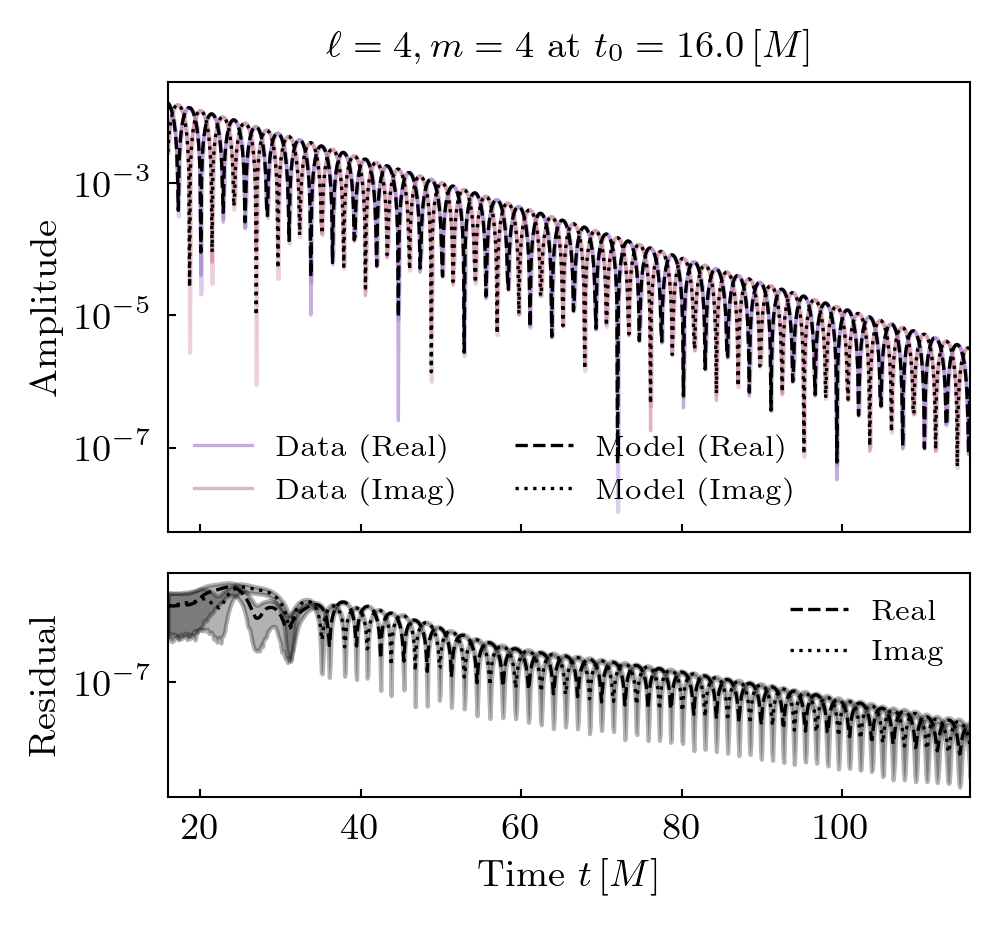 ℓ = 4, m = 4 at t₀ = 16.0 [M]
Amplitude
10⁻³
10⁻⁵
10⁻⁷
Data (Real)
Data (Imag)
Model (Real)
Model (Imag)
Residual
10⁻⁷
Real
Imag
20 40 60 80 100
Time t [M]